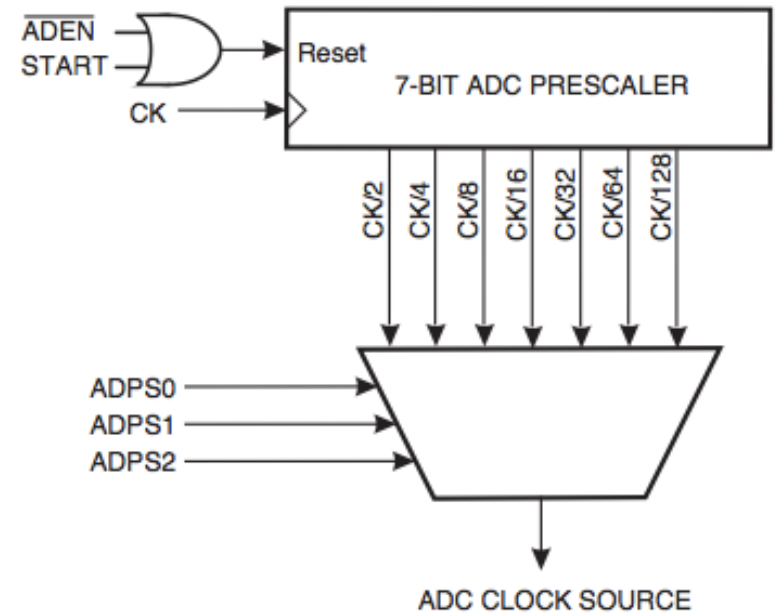 ADEN
START
Reset
7-BIT ADC PRESCALER
CK
CK/2
CK/4
CK/8
CK/16
CK/32
CK/64
CK/128
ADPS0
ADPS1
ADPS2
ADC CLOCK SOURCE